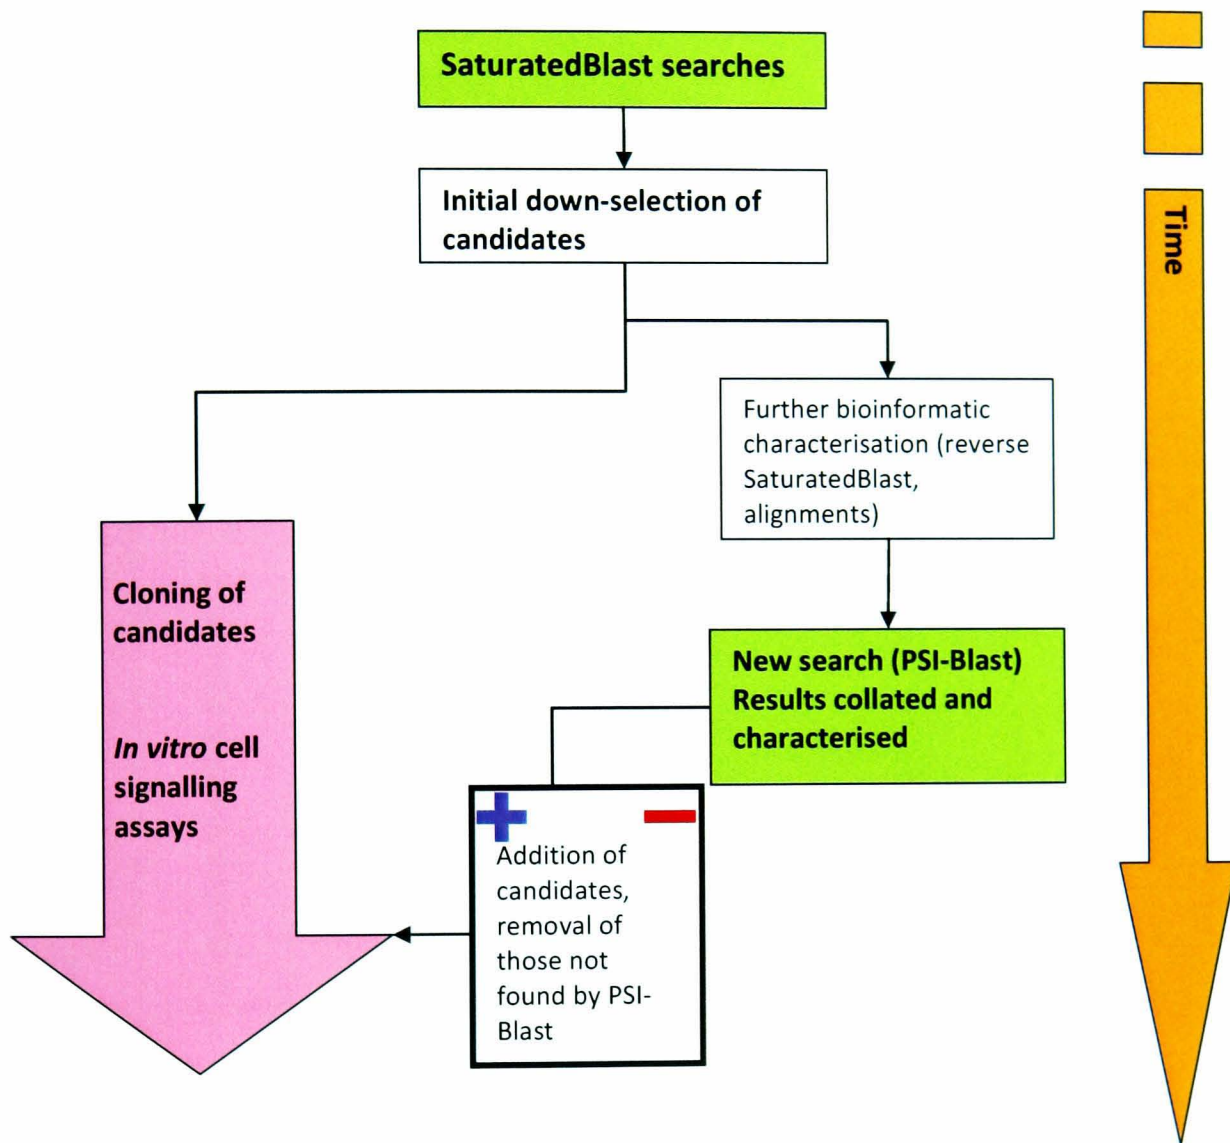 SaturatedBlast searches
Initial down-selection of
candidates
Time
Further bioinformatic
characterisation (reverse
SaturatedBlast,
alignments)
Cloning of
candidates
In vitro cell
signalling
assays
New search (PSI-Blast)
Results collated and
characterised
Addition of
candidates,
removal of
those not
found by PSI-
Blast